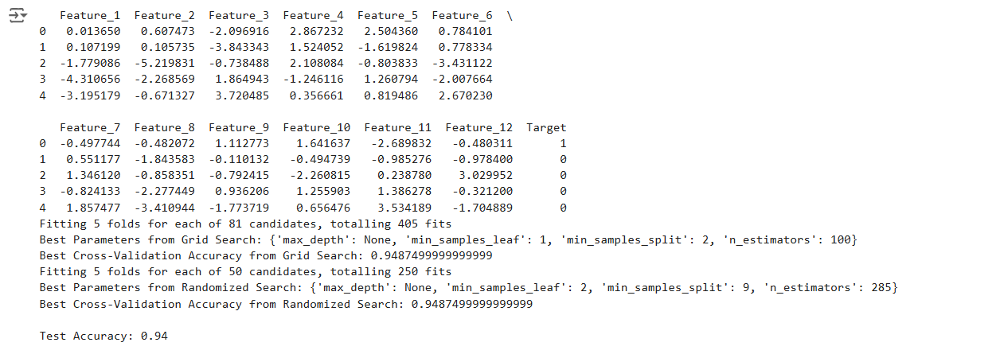 Feature_1 Feature_2 Feature_3 Feature_4 Feature_5 Feature_6 \
0 0.013650 0.607473 -2.096916 2.867232 2.504360 0.784101
1 0.107199 0.105735 -3.843343 1.524052 -1.619824 0.778334
2 -1.779086 -5.219831 -0.738488 2.108084 -0.803833 -3.431122
3 -4.310656 -2.268569 1.864943 -1.246116 1.260794 -2.007664
4 -3.195179 -0.671327 3.720485 0.356661 0.819486 2.670230
Feature_7 Feature_8 Feature_9 Feature_10 Feature_11 Feature_12 Target
0 -0.497744 -0.482072 1.112773 1.641637 -2.689832 -0.480311 1
1 0.551177 -1.843583 -0.110132 -0.494739 -0.985276 -0.978400 0
2 1.346120 -0.858351 -0.792415 -2.260815 0.238780 3.029952 0
3 -0.824133 -2.277449 0.936206 1.255903 1.386278 -0.321200 0
4 1.857477 -3.410944 -1.773719 0.656476 3.534189 -1.704889 0
Fitting 5 folds for each of 81 candidates, totalling 405 fits
Best Parameters from Grid Search: {'max_depth': None, 'min_samples_leaf': 1, 'min_samples_split': 2, 'n_estimators': 100}
Best Cross-Validation Accuracy from Grid Search: 0.9487499999999999
Fitting 5 folds for each of 50 candidates, totalling 250 fits
Best Parameters from Randomized Search: {'max_depth': None, 'min_samples_leaf': 2, 'min_samples_split': 9, 'n_estimators': 285}
Best Cross-Validation Accuracy from Randomized Search: 0.9487499999999999
Test Accuracy: 0.94